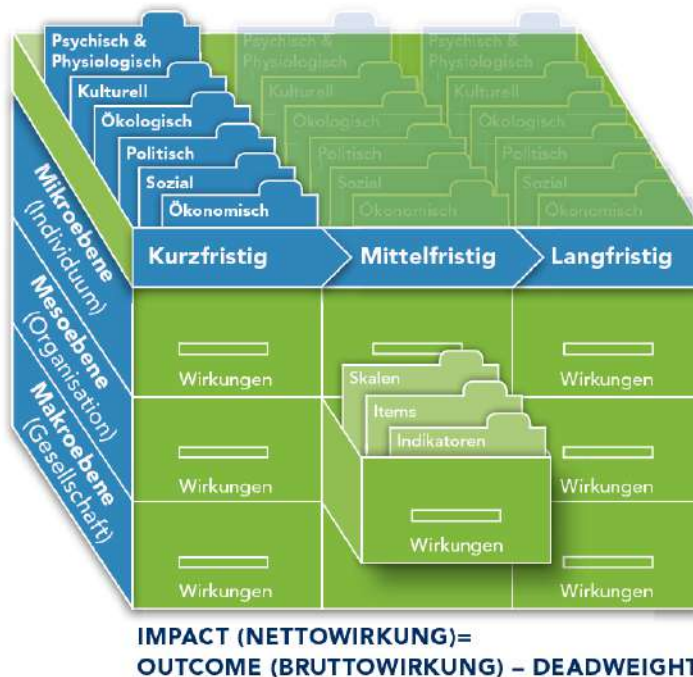 Psychisch &
Physiologisch
Kulturell
Ökologisch
Politisch
Sozial
Ökonomisch
Psychisch &
Physiologisch
Kulturell
Ökologisch
Politisch
Sozial
Ökonomisch
Psychisch &
Physiologisch
Kulturell
Ökologisch
Politisch
Sozial
Ökonomisch
Mikroebene
(Individuum)
Mesoebene
(Organisation)
Makroebene
(Gesellschaft)
Kurzfristig
Mittelfristig
Langfristig
Wirkungen
Wirkungen
Skalen
Items
Indikatoren
Wirkungen
Wirkungen
Wirkungen
Wirkungen
Wirkungen
IMPACT (NETTOWIRKUNG)=
OUTCOME (BRUTTOWIRKUNG) – DEADWEIGHT